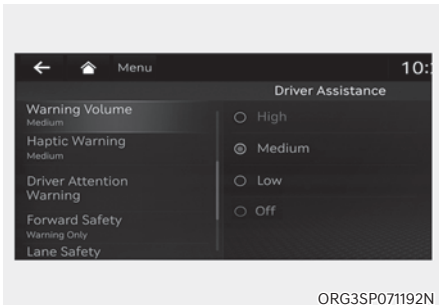 Menu
10:
Driver Assistance
Warning Volume
Medium
Haptic Warning
Medium
Driver Attention
Warning
Forward Safety
Warning Only
Lane Safety
High
Medium
Low
Off
ORG3SP071192N